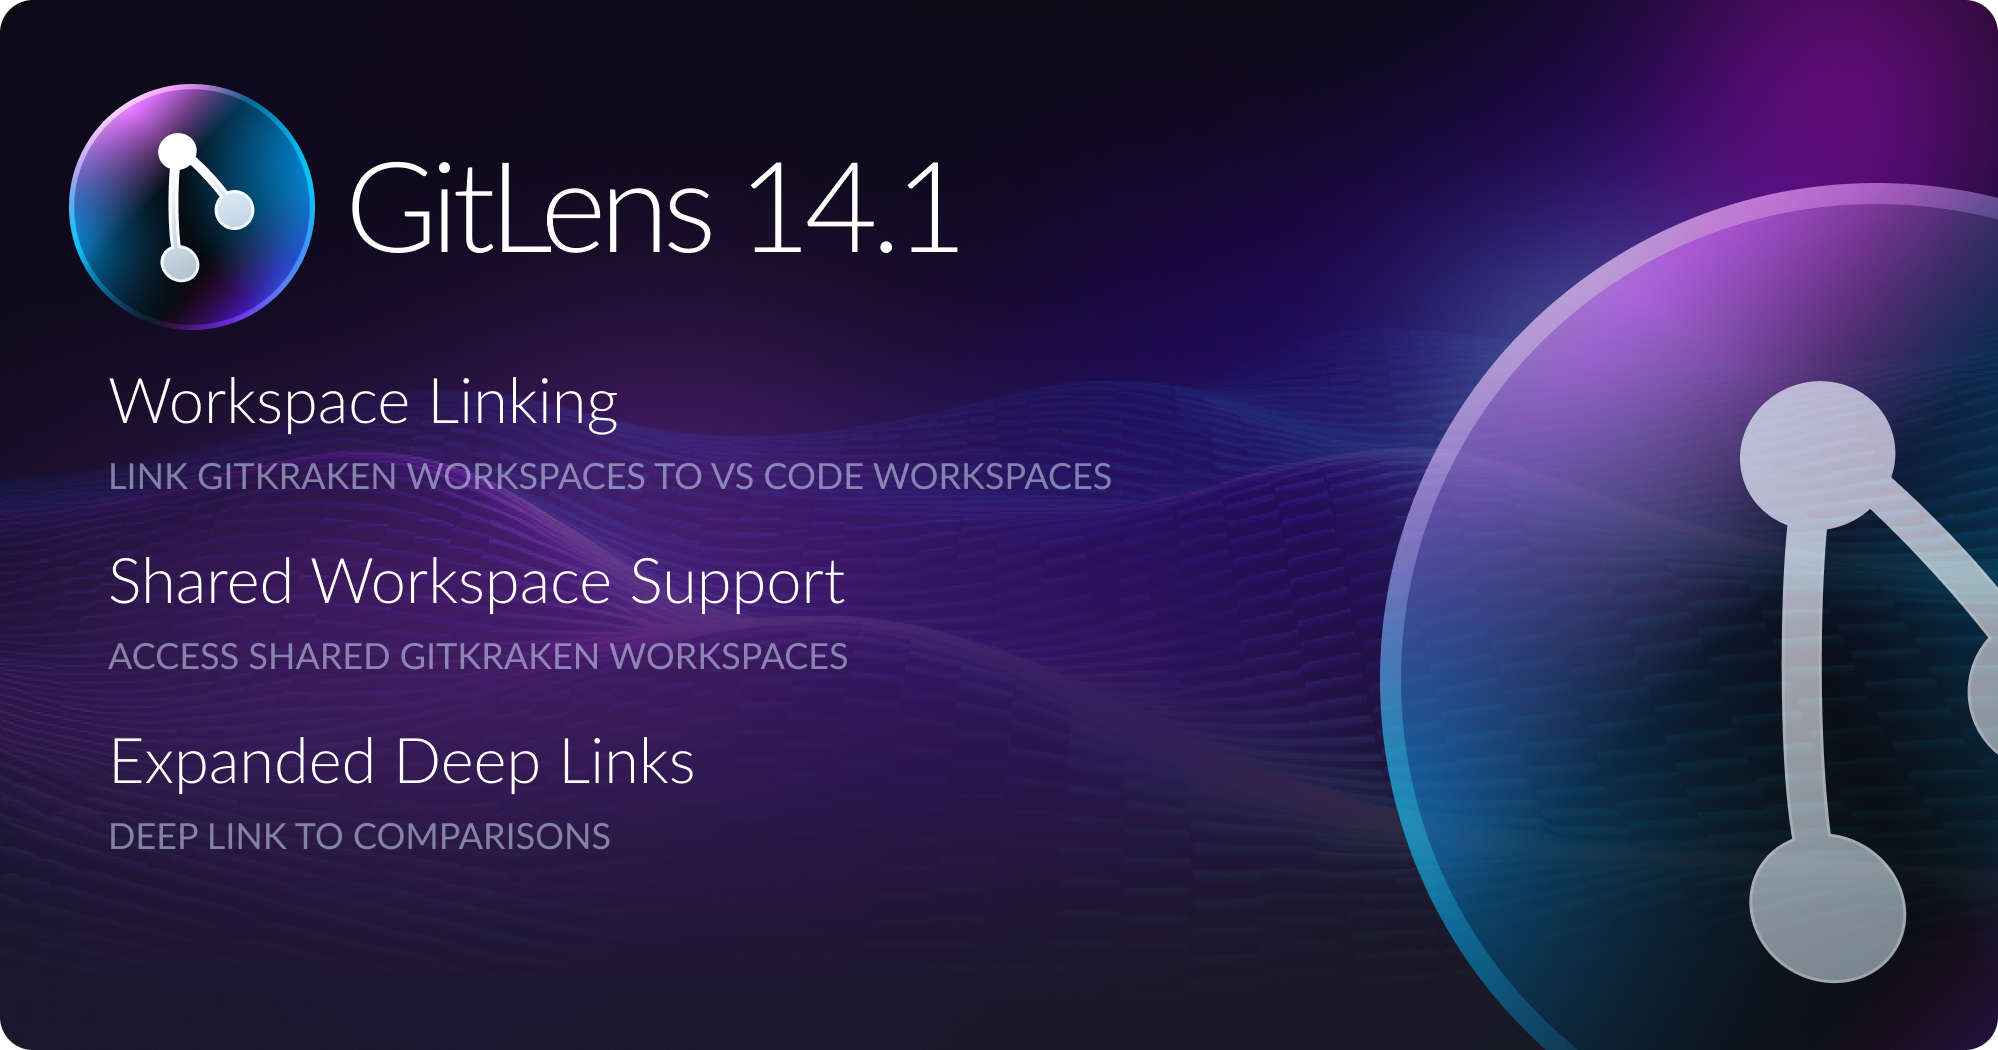 GitLens 14.1
Workspace Linking
LINK GITKRAKEN WORKSPACES TO VS CODE WORKSPACES
Shared Workspace Support
ACCESS SHARED GITKRAKEN WORKSPACES
Expanded Deep Links
DEEP LINK TO COMPARISONS